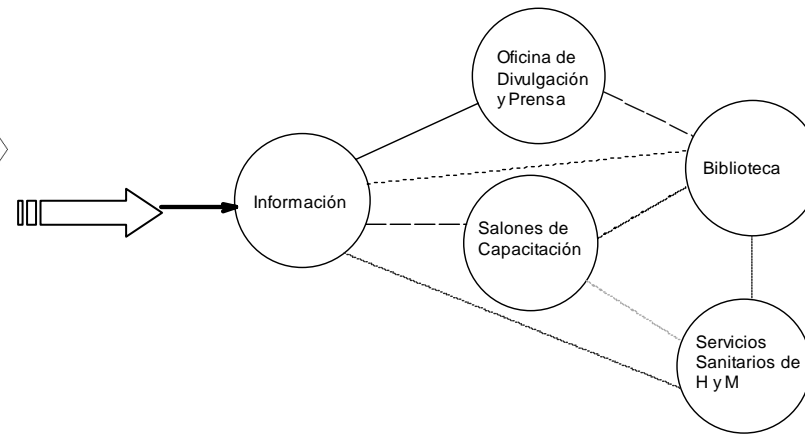 Oficina de
Divulgación
y Prensa
Información
Biblioteca
Salones de
Capacitación
Servicios
Sanitarios de
H y M